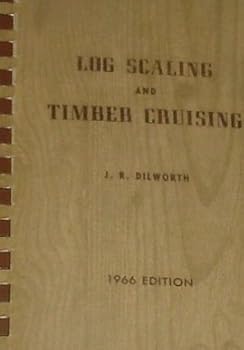 LOG SCALING
AND
TIMBER CRUISING
J. R. DILWORTH
1966 EDITION